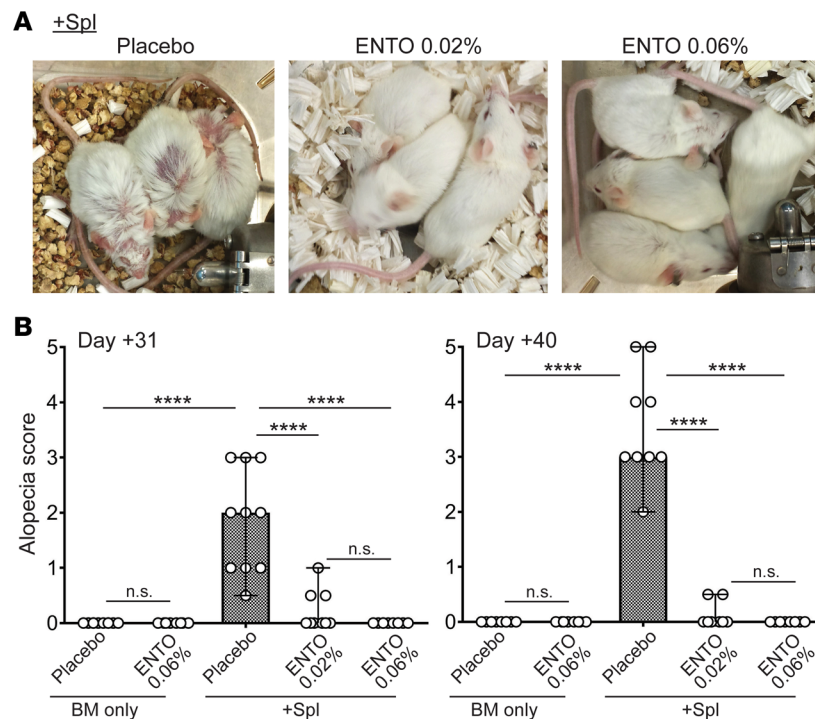 A +Spl
Placebo ENTO 0.02% ENTO 0.06%
B
Day +31
Alopecia score
5
4
3
2
1
0
****
****
****
n.s.
n.s.
Placebo
ENTO
0.06%
Placebo
ENTO
0.02%
ENTO
0.06%
BM only
+Spl
Day +40
5
4
3
2
1
0
****
****
****
n.s.
n.s.
Placebo
ENTO
0.06%
Placebo
ENTO
0.02%
ENTO
0.06%
BM only
+Spl